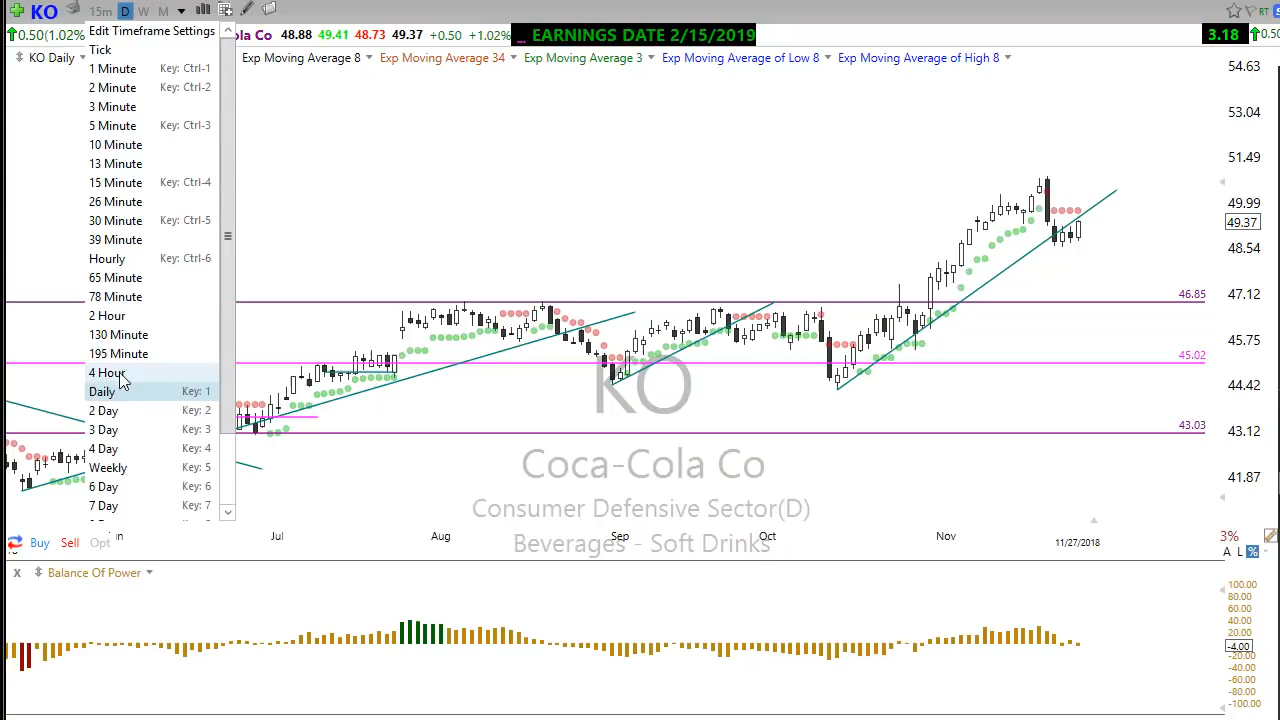 KO 15m D W M RT
0.50(1.02% la Co 48.88 49.41 48.73 49.37 +0.50 +1.02% _ EARNINGS DATE 2/15/2019 3.18 0.50
KO Daily Exp Moving Average 8 Exp Moving Average 34 Exp Moving Average 3 Exp Moving Average of Low 8 Exp Moving Average of High 8
Edit Timeframe Settings
Tick
1 Minute Key: Ctrl-1
2 Minute Key: Ctrl-2
3 Minute
5 Minute Key: Ctrl-3
10 Minute
13 Minute
15 Minute Key: Ctrl-4
26 Minute
30 Minute Key: Ctrl-5
39 Minute
Hourly Key: Ctrl-6
65 Minute
78 Minute
2 Hour
130 Minute
195 Minute
4 Hour
Daily Key: 1
2 Day Key: 2
3 Day Key: 3
4 Day Key: 4
Weekly Key: 5
6 Day Key: 6
7 Day Key: 7
54.63
53.04
51.49
49.99
49.37
48.54
47.12
45.75
44.42
43.12
41.87
46.85
45.02
43.03
KO
Coca-Cola Co
Consumer Defensive Sector(D)
Beverages - Soft Drinks
Buy Sell Opt
Jul Aug Sep Oct Nov 11/27/2018
3%
A L %
X Balance Of Power
100.00
80.00
60.00
40.00
20.00
-4.00
-20.00
-40.00
-60.00
-80.00
-100.00